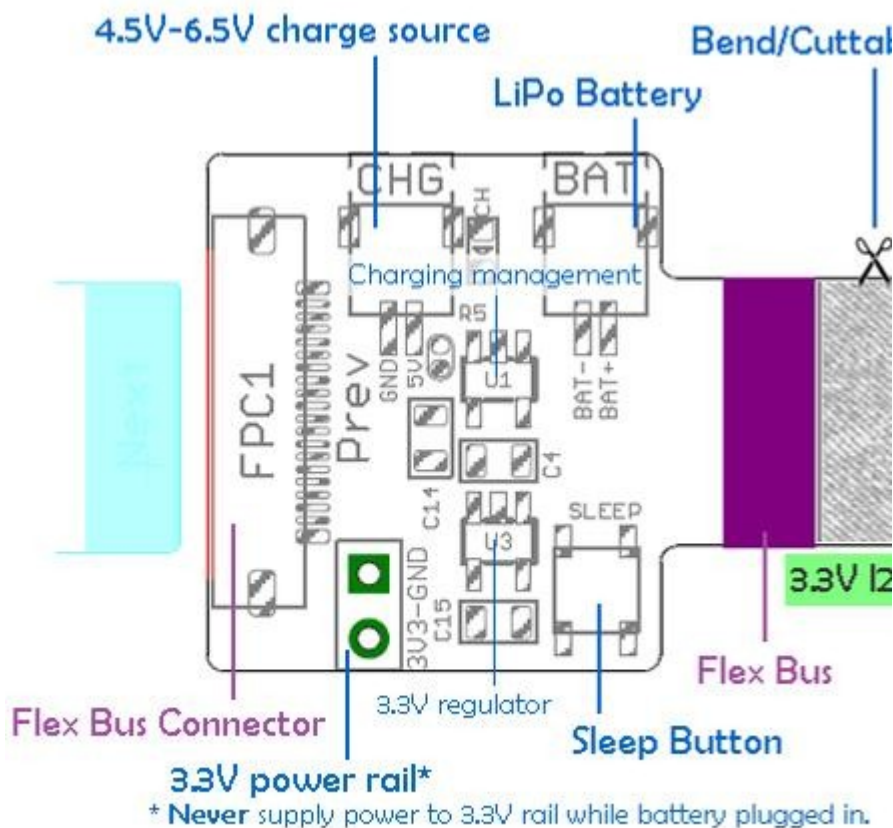 4.5V-6.5V charge source
Bend/Cuttab
LiPo Battery
CHG
BAT
CH
Charging management
R5
GND
5V
U1
BAT-
BAT+
Next
FPC1
Prev
C4
C14
SLEEP
U3
3V3-GND
C15
3.3V I2
Flex Bus
3.3V regulator
Flex Bus Connector
Sleep Button
3.3V power rail*
* Never supply power to 3.3V rail while battery plugged in.